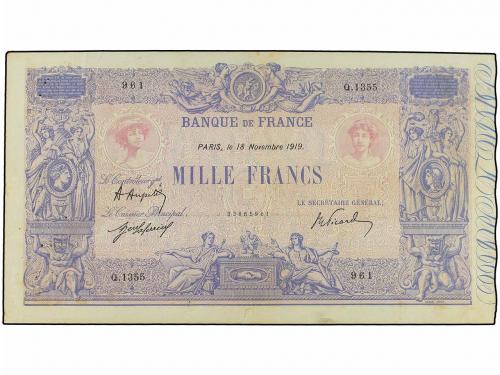 961 Q.1355
BANQUE DE FRANCE
PARIS, le 18 Novembre 1919.
MILLE FRANCS
Le Contrôleur gal
LE SECRÉTAIRE GÉNÉRAL,
Le Caissier Principal,
Q.1355 961